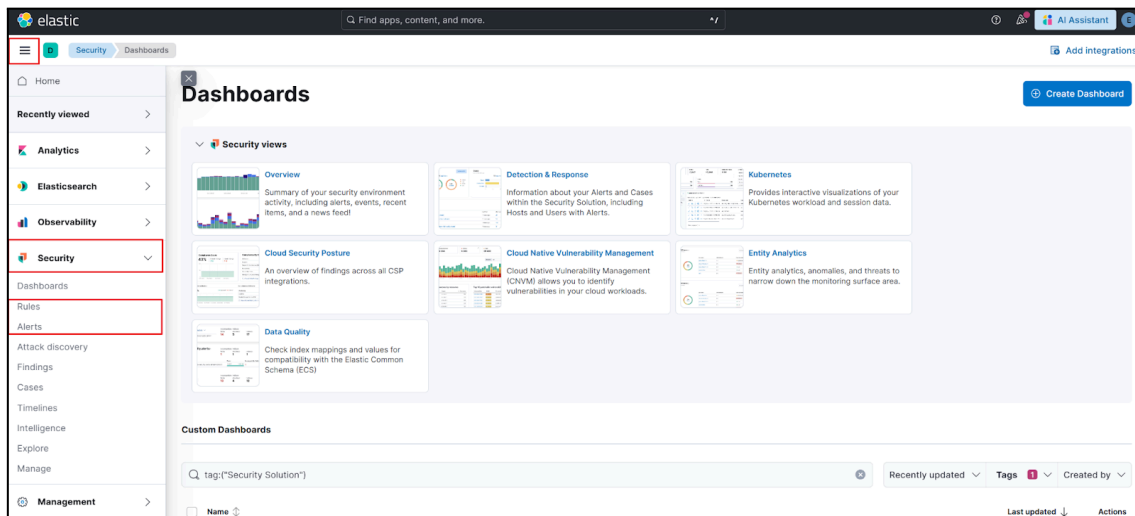 elastic
Find apps, content, and more.
^/
AI Assistant
E
D
Security
Dashboards
Add integrations
Home
Recently viewed
Analytics
Elasticsearch
Observability
Security
Dashboards
Rules
Alerts
Attack discovery
Findings
Cases
Timelines
Intelligence
Explore
Manage
Management
Dashboards
Create Dashboard
Security views
Overview
Summary of your security environment
activity, including alerts, events, recent
items, and a news feed!
Detection & Response
Information about your Alerts and Cases
within the Security Solution, including
Hosts and Users with Alerts.
Kubernetes
Provides interactive visualizations of your
Kubernetes workload and session data.
Cloud Security Posture
An overview of findings across all CSP
integrations.
Cloud Native Vulnerability Management
Cloud Native Vulnerability Management
(CNVM) allows you to identify
vulnerabilities in your cloud workloads.
Entity Analytics
Entity analytics, anomalies, and threats to
narrow down the monitoring surface area.
Data Quality
Check index mappings and values for
compatibility with the Elastic Common
Schema (ECS)
Custom Dashboards
tag:("Security Solution")
Recently updated
Tags 1
Created by
Name
Last updated
Actions